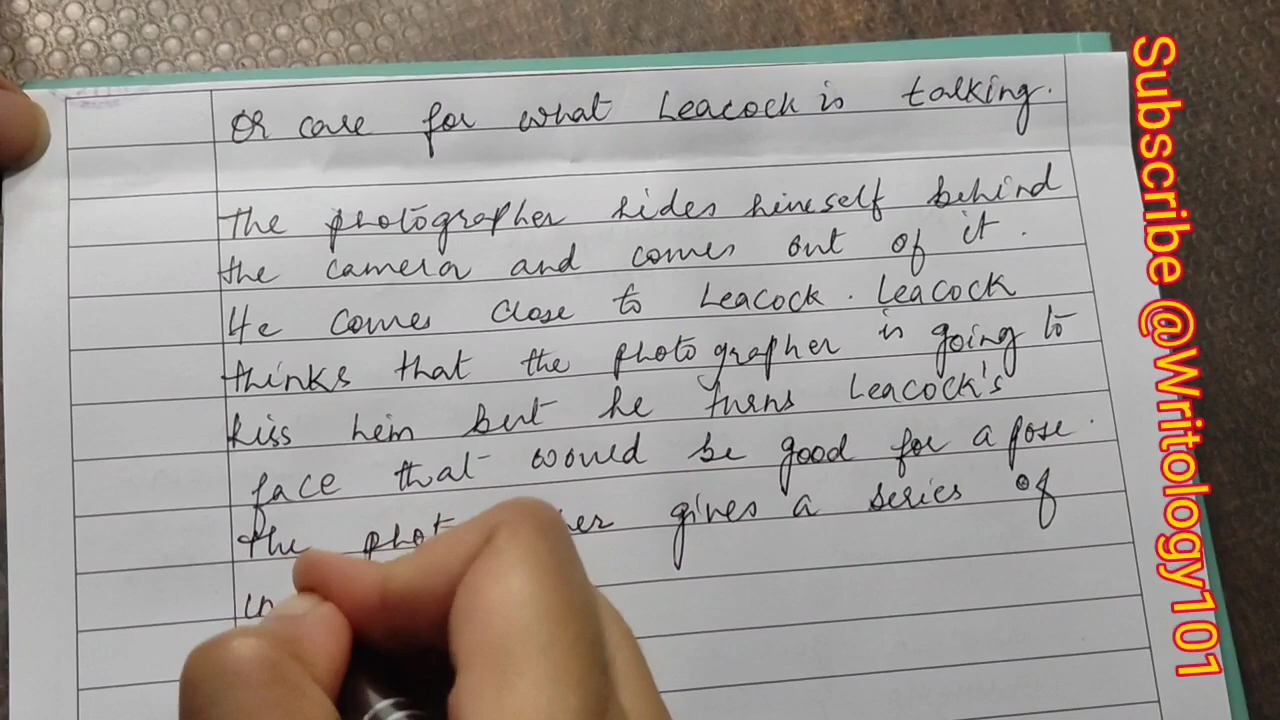 or care for what Leacock is talking.
The photographer hides himself behind
the camera and comes out of it.
He comes close to Leacock. Leacock
thinks that the photographer is going to
kiss him but he turns Leacock's
face that would be good for a pose.
The gives a series of
Subscribe @Writology101